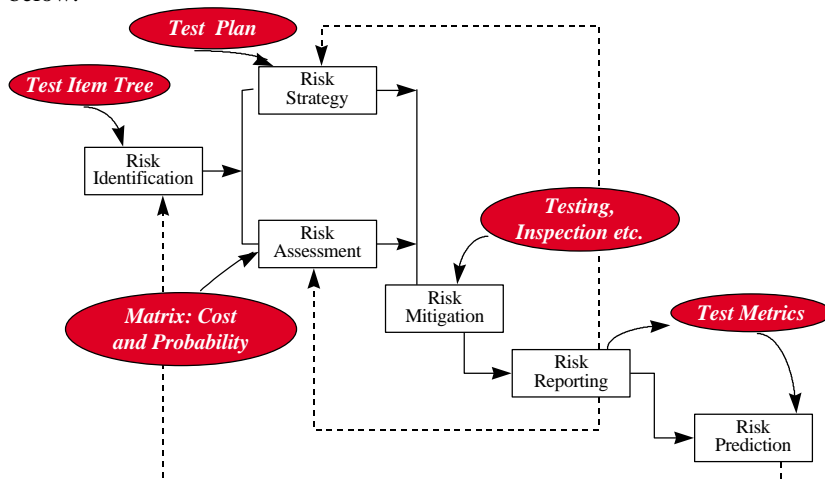 Test Plan
Risk
Strategy
Test Item Tree
Risk
Identification
Testing,
Inspection etc.
Risk
Assessment
Risk
Mitigation
Matrix: Cost
and Probability
Test Metrics
Risk
Reporting
Risk
Prediction